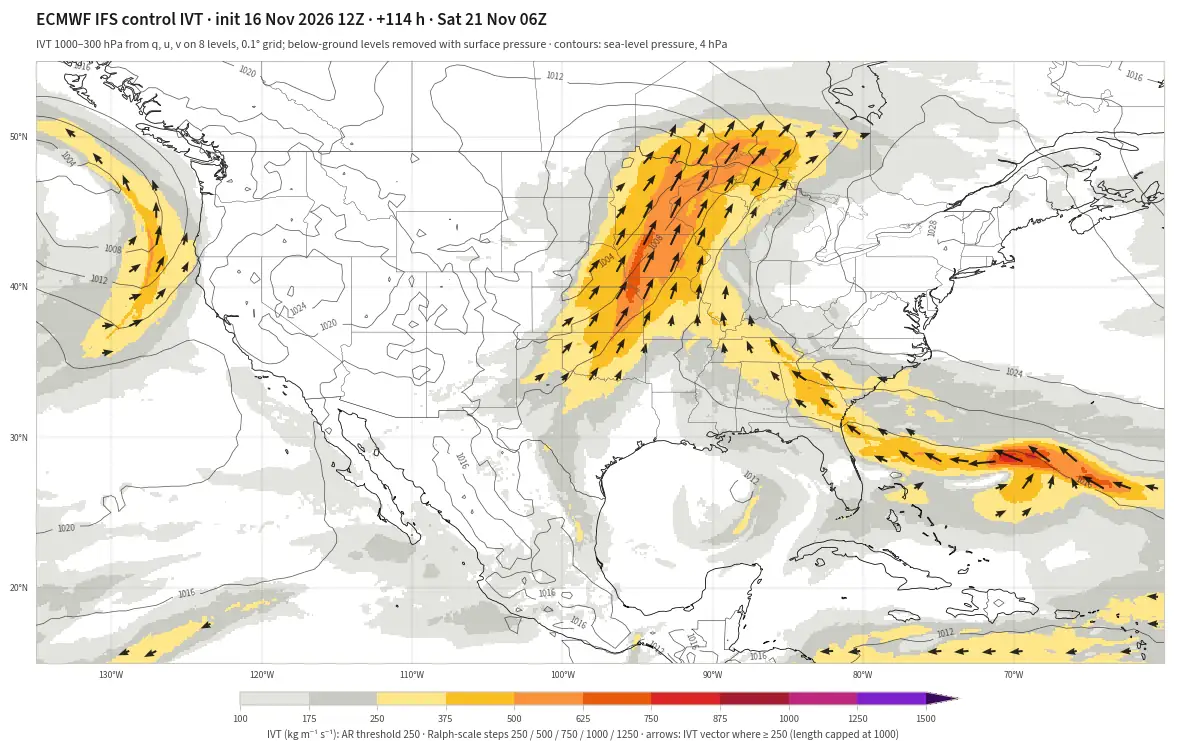 ECMWF IFS control IVT · init 16 Nov 2026 12Z · +114 h · Sat 21 Nov 06Z
IVT 1000–300 hPa from q, u, v on 8 levels, 0.1° grid; below-ground levels removed with surface pressure · contours: sea-level pressure, 4 hPa
1016
1020
1012
1016
50°N
1004
1028
1008
1008
1004
1012
40°N
1024
1020
1024
30°N
1016
1012
1016
1020
20°N
1016
1016
1016
1012
1012
1016
1016
130°W 120°W 110°W 100°W 90°W 80°W 70°W
100 175 250 375 500 625 750 875 1000 1250 1500
IVT (kg m⁻¹ s⁻¹): AR threshold 250 · Ralph-scale steps 250 / 500 / 750 / 1000 / 1250 · arrows: IVT vector where ≥ 250 (length capped at 1000)